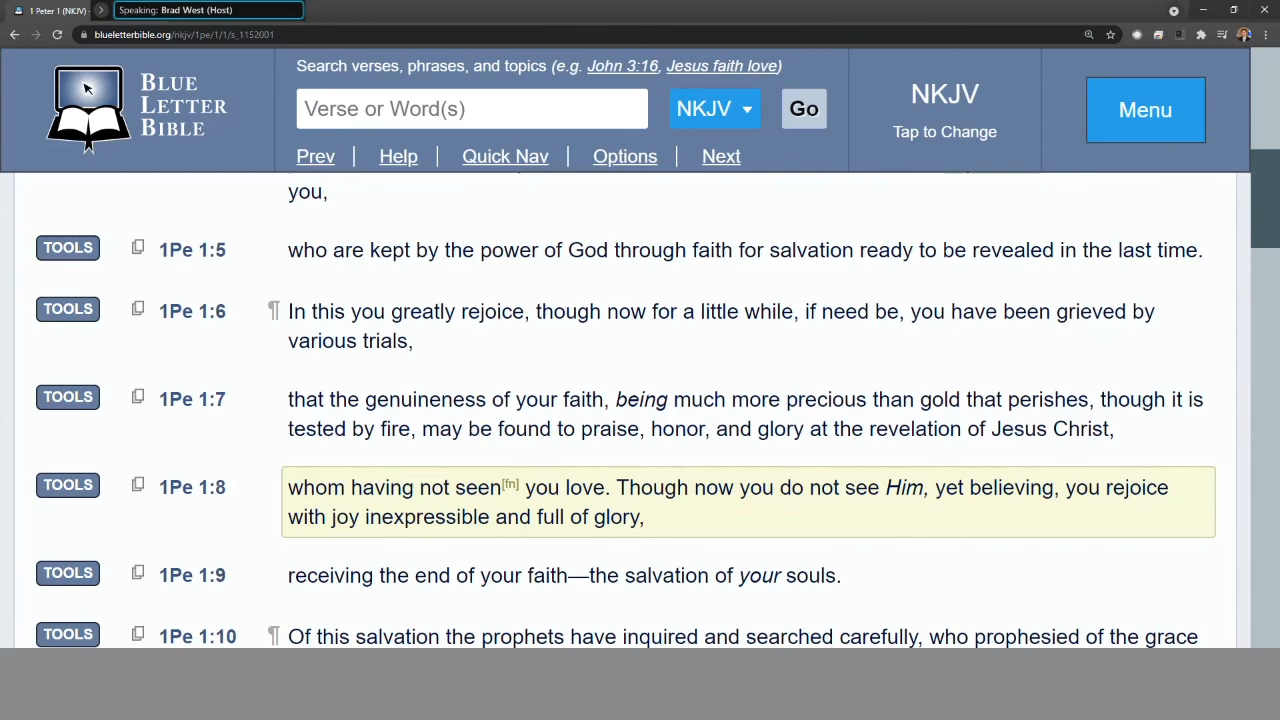 1 Peter 1 (NKJV)
Speaking: Brad West (Host)
blueletterbible.org/nkjv/1pe/1/1/s_1152001
BLUE
LETTER
BIBLE
Search verses, phrases, and topics (e.g. John 3:16, Jesus faith love)
Verse or Word(s)
NKJV
Go
Prev | Help | Quick Nav | Options | Next
NKJV
Tap to Change
Menu
you,
TOOLS 1Pe 1:5 who are kept by the power of God through faith for salvation ready to be revealed in the last time.
TOOLS 1Pe 1:6 ¶ In this you greatly rejoice, though now for a little while, if need be, you have been grieved by
various trials,
TOOLS 1Pe 1:7 that the genuineness of your faith, being much more precious than gold that perishes, though it is
tested by fire, may be found to praise, honor, and glory at the revelation of Jesus Christ,
TOOLS 1Pe 1:8 whom having not seen[fn] you love. Though now you do not see Him, yet believing, you rejoice
with joy inexpressible and full of glory,
TOOLS 1Pe 1:9 receiving the end of your faith—the salvation of your souls.
TOOLS 1Pe 1:10 ¶ Of this salvation the prophets have inquired and searched carefully, who prophesied of the grace